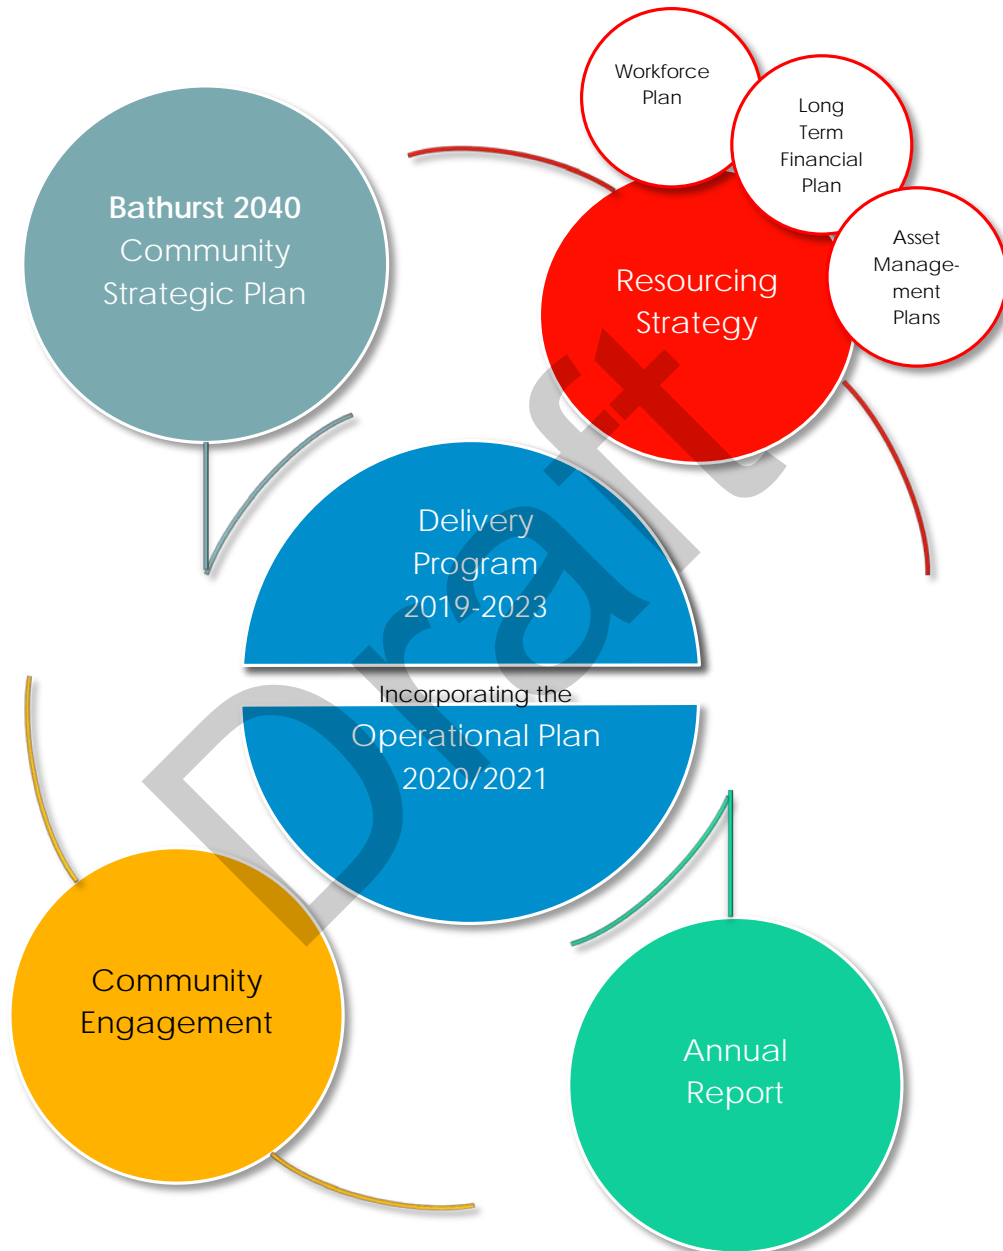 Workforce
Plan
Long
Term
Financial
Plan
Asset
Manage-
ment
Plans
Bathurst 2040
Community
Strategic Plan
Resourcing
Strategy
Delivery
Program
2019-2023
Incorporating the
Operational Plan
2020/2021
Community
Engagement
Annual
Report
Draft